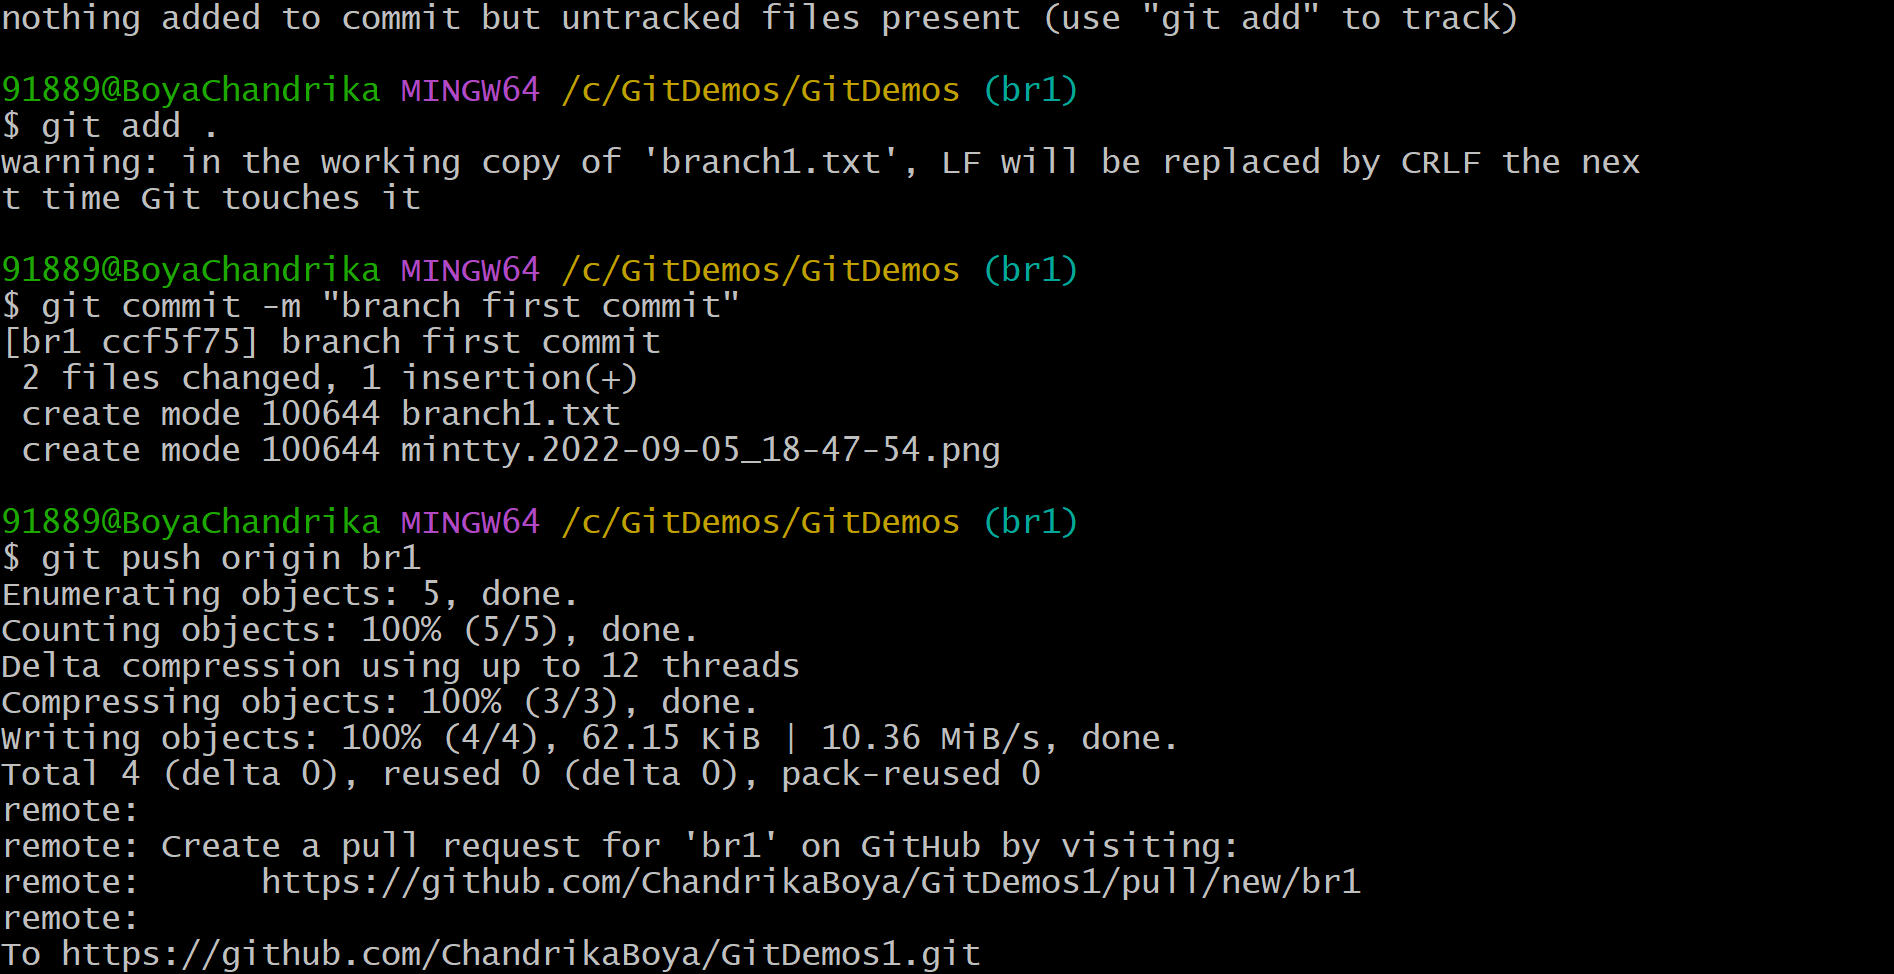 nothing added to commit but untracked files present (use "git add" to track)
91889@BoyaChandrika MINGW64 /c/GitDemos/GitDemos (br1)
$ git add .
warning: in the working copy of 'branch1.txt', LF will be replaced by CRLF the nex
t time Git touches it
91889@BoyaChandrika MINGW64 /c/GitDemos/GitDemos (br1)
$ git commit -m "branch first commit"
[br1 ccf5f75] branch first commit
 2 files changed, 1 insertion(+)
 create mode 100644 branch1.txt
 create mode 100644 mintty.2022-09-05_18-47-54.png
91889@BoyaChandrika MINGW64 /c/GitDemos/GitDemos (br1)
$ git push origin br1
Enumerating objects: 5, done.
Counting objects: 100% (5/5), done.
Delta compression using up to 12 threads
Compressing objects: 100% (3/3), done.
Writing objects: 100% (4/4), 62.15 KiB | 10.36 MiB/s, done.
Total 4 (delta 0), reused 0 (delta 0), pack-reused 0
remote:
remote: Create a pull request for 'br1' on GitHub by visiting:
remote:      https://github.com/ChandrikaBoya/GitDemos1/pull/new/br1
remote:
To https://github.com/ChandrikaBoya/GitDemos1.git